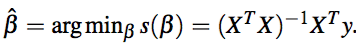 β̂ = arg min_β s(β) = (X^T X)^{-1} X^T y.